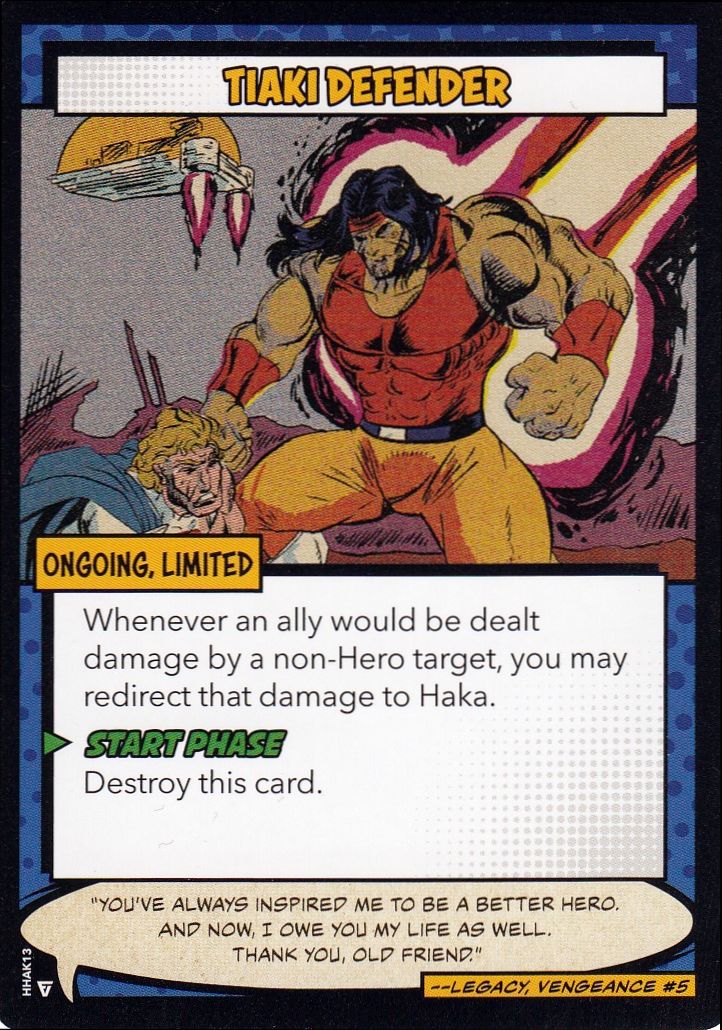 TIAKI DEFENDER
ONGOING, LIMITED
Whenever an ally would be dealt
damage by a non-Hero target, you may
redirect that damage to Haka.
START PHASE
Destroy this card.
"YOU'VE ALWAYS INSPIRED ME TO BE A BETTER HERO.
AND NOW, I OWE YOU MY LIFE AS WELL.
THANK YOU, OLD FRIEND."
--LEGACY, VENGEANCE #5
HHAK13